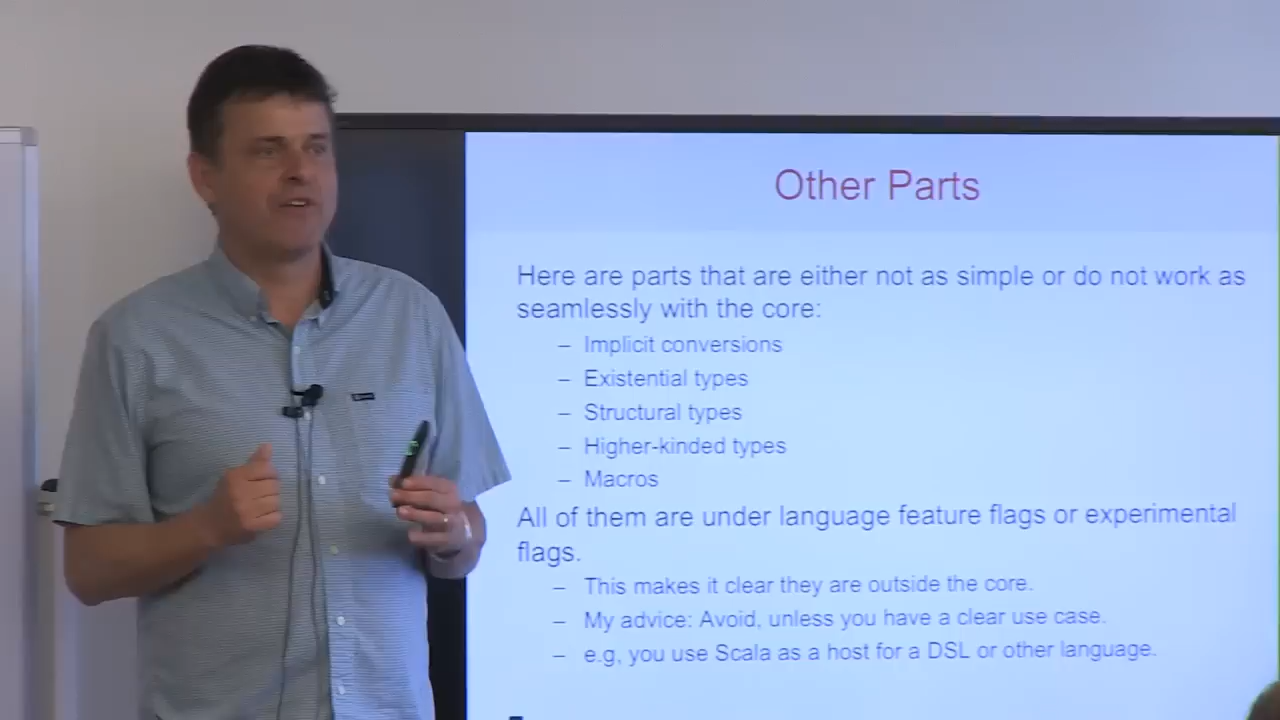 Other Parts
Here are parts that are either not as simple or do not work as
seamlessly with the core:
– Implicit conversions
– Existential types
– Structural types
– Higher-kinded types
– Macros
All of them are under language feature flags or experimental
flags.
– This makes it clear they are outside the core.
– My advice: Avoid, unless you have a clear use case.
– e.g, you use Scala as a host for a DSL or other language.